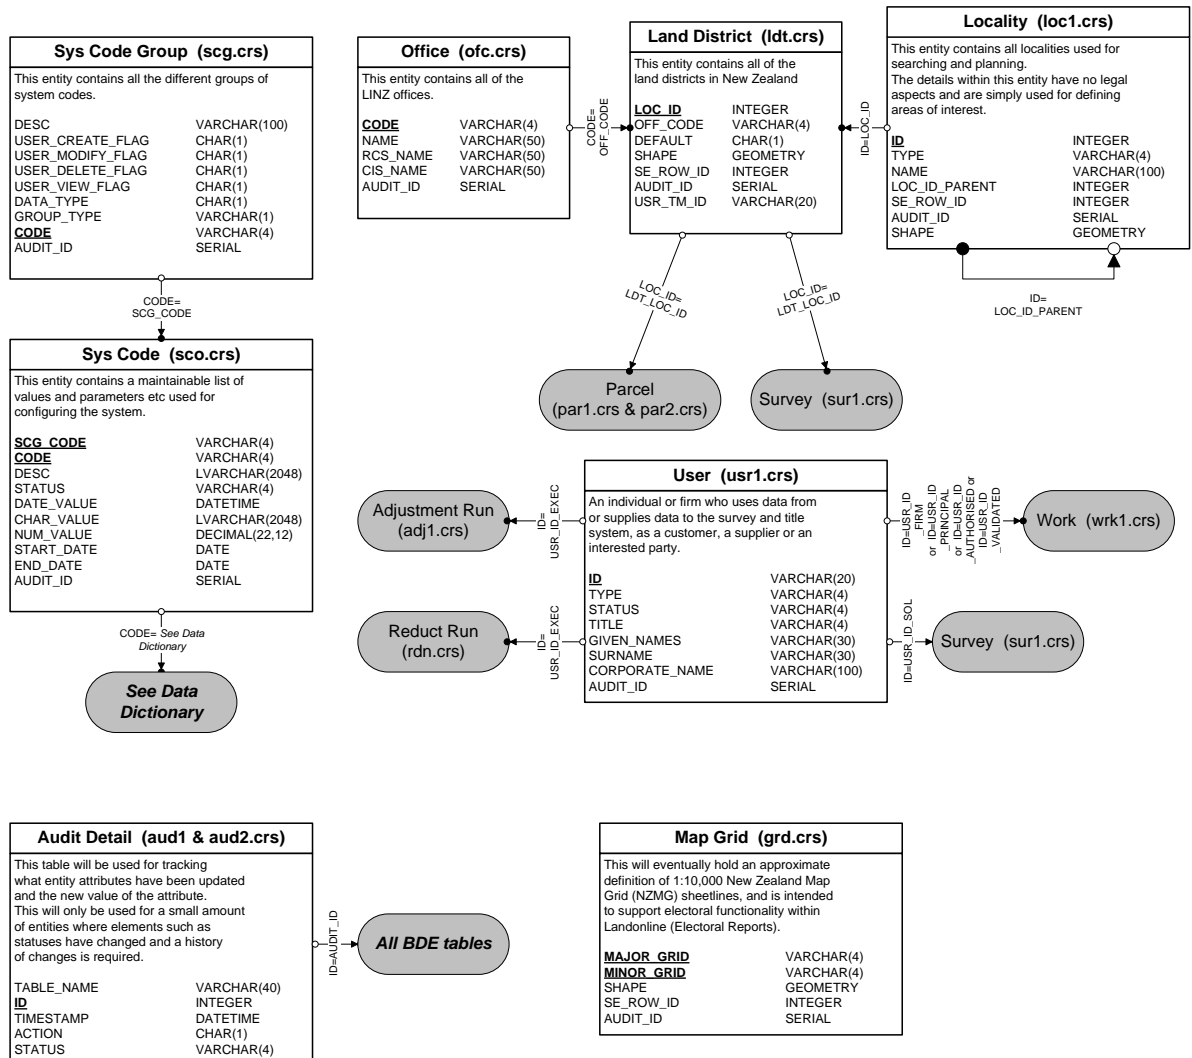 Sys Code Group  (scg.crs)
This entity contains all the different groups of
system codes.
DESC VARCHAR(100)
USER_CREATE_FLAG CHAR(1)
USER_MODIFY_FLAG CHAR(1)
USER_DELETE_FLAG CHAR(1)
USER_VIEW_FLAG CHAR(1)
DATA_TYPE CHAR(1)
GROUP_TYPE VARCHAR(1)
CODE VARCHAR(4)
AUDIT_ID SERIAL
CODE=
SCG_CODE
Sys Code  (sco.crs)
This entity contains a maintainable list of
values and parameters etc used for
configuring the system.
SCG_CODE VARCHAR(4)
CODE VARCHAR(4)
DESC LVARCHAR(2048)
STATUS VARCHAR(4)
DATE_VALUE DATETIME
CHAR_VALUE LVARCHAR(2048)
NUM_VALUE DECIMAL(22,12)
START_DATE DATE
END_DATE DATE
AUDIT_ID SERIAL
CODE= See Data
Dictionary
See Data
Dictionary
Office  (ofc.crs)
This entity contains all of the
LINZ offices.
CODE VARCHAR(4)
NAME VARCHAR(50)
RCS_NAME VARCHAR(50)
CIS_NAME VARCHAR(50)
AUDIT_ID SERIAL
CODE=
OFF_CODE
Land District  (ldt.crs)
This entity contains all of the
land districts in New Zealand
LOC_ID INTEGER
OFF_CODE VARCHAR(4)
DEFAULT CHAR(1)
SHAPE GEOMETRY
SE_ROW_ID INTEGER
AUDIT_ID SERIAL
USR_TM_ID VARCHAR(20)
ID=LOC_ID
Locality  (loc1.crs)
This entity contains all localities used for
searching and planning.
The details within this entity have no legal
aspects and are simply used for defining
areas of interest.
ID INTEGER
TYPE VARCHAR(4)
NAME VARCHAR(100)
LOC_ID_PARENT INTEGER
SE_ROW_ID INTEGER
AUDIT_ID SERIAL
SHAPE GEOMETRY
ID=
LOC_ID_PARENT
LOC_ID=
LDT_LOC_ID
LOC_ID=
LDT_LOC_ID
Parcel
(par1.crs & par2.crs)
Survey  (sur1.crs)
User  (usr1.crs)
An individual or firm who uses data from
or supplies data to the survey and title
system, as a customer, a supplier or an
interested party.
ID VARCHAR(20)
TYPE VARCHAR(4)
STATUS VARCHAR(4)
TITLE VARCHAR(4)
GIVEN_NAMES VARCHAR(30)
SURNAME VARCHAR(30)
CORPORATE_NAME VARCHAR(100)
AUDIT_ID SERIAL
Adjustment Run
(adj1.crs)
ID=
USR_ID_EXEC
Reduct Run
(rdn.crs)
ID=
USR_ID_EXEC
ID=USR_ID
_FIRM
or ID=USR_ID
_PRINCIPAL
or ID=USR_ID
_AUTHORISED or
ID=USR_ID
_VALIDATED
Work  (wrk1.crs)
ID=USR_ID_SOL
Survey  (sur1.crs)
Audit Detail  (aud1 & aud2.crs)
This table will be used for tracking
what entity attributes have been updated
and the new value of the attribute.
This will only be used for a small amount
of entities where elements such as
statuses have changed and a history
of changes is required.
TABLE_NAME VARCHAR(40)
ID INTEGER
TIMESTAMP DATETIME
ACTION CHAR(1)
STATUS VARCHAR(4)
ID=AUDIT_ID
All BDE tables
Map Grid  (grd.crs)
This will eventually hold an approximate
definition of 1:10,000 New Zealand Map
Grid (NZMG) sheetlines, and is intended
to support electoral functionality within
Landonline (Electoral Reports).
MAJOR_GRID VARCHAR(4)
MINOR_GRID VARCHAR(4)
SHAPE GEOMETRY
SE_ROW_ID INTEGER
AUDIT_ID SERIAL